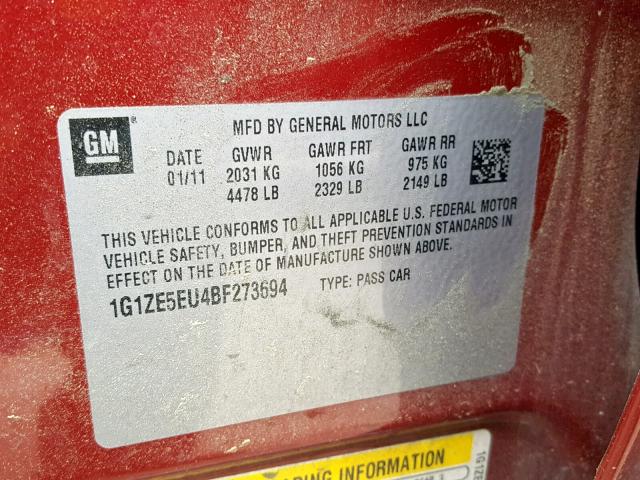 GM
MFD BY GENERAL MOTORS LLC
DATE GVWR GAWR FRT GAWR RR
01/11 2031 KG 1056 KG 975 KG
4478 LB 2329 LB 2149 LB
THIS VEHICLE CONFORMS TO ALL APPLICABLE U.S. FEDERAL MOTOR
VEHICLE SAFETY, BUMPER, AND THEFT PREVENTION STANDARDS IN
EFFECT ON THE DATE OF MANUFACTURE SHOWN ABOVE.
1G1ZE5EU4BF273694 TYPE: PASS CAR
INFORMATION